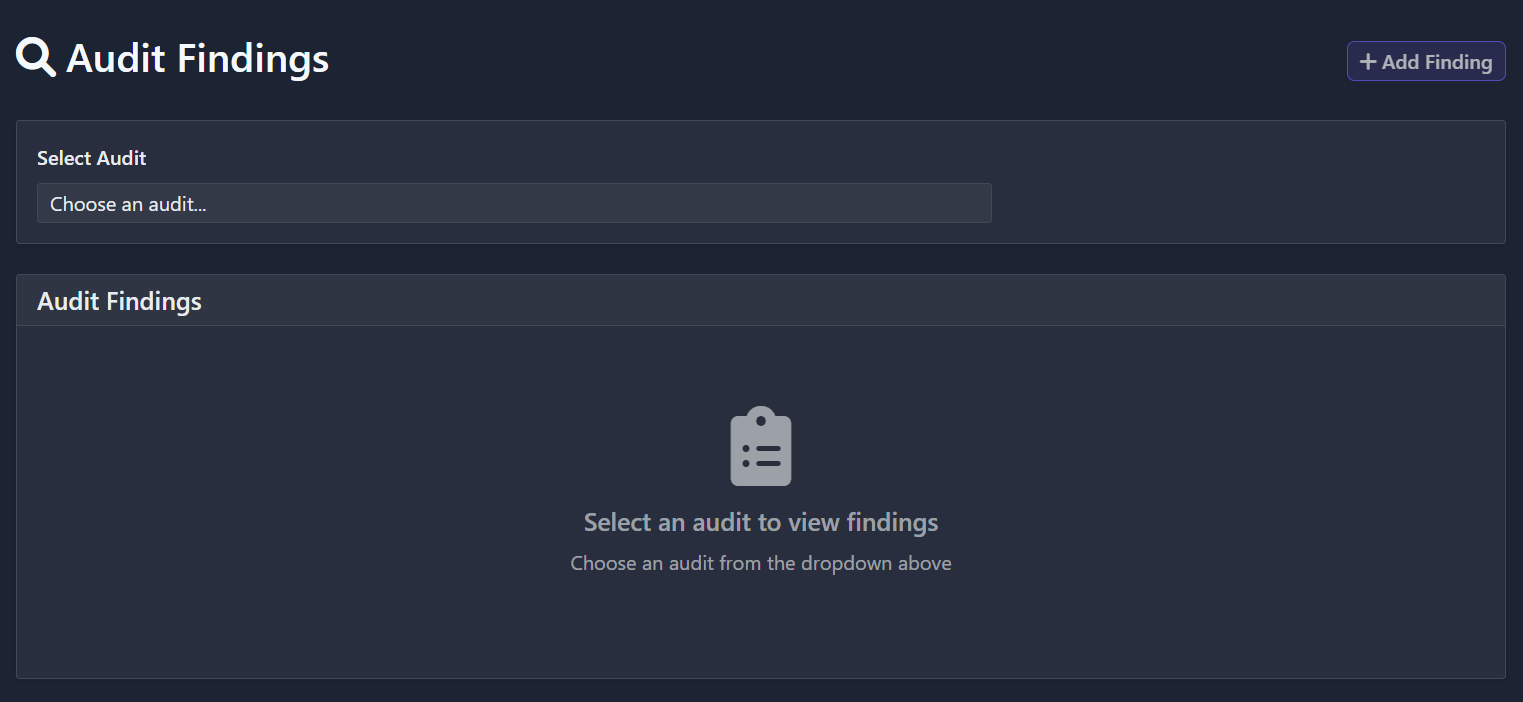 Audit Findings
+ Add Finding
Select Audit
Choose an audit...
Audit Findings
Select an audit to view findings
Choose an audit from the dropdown above